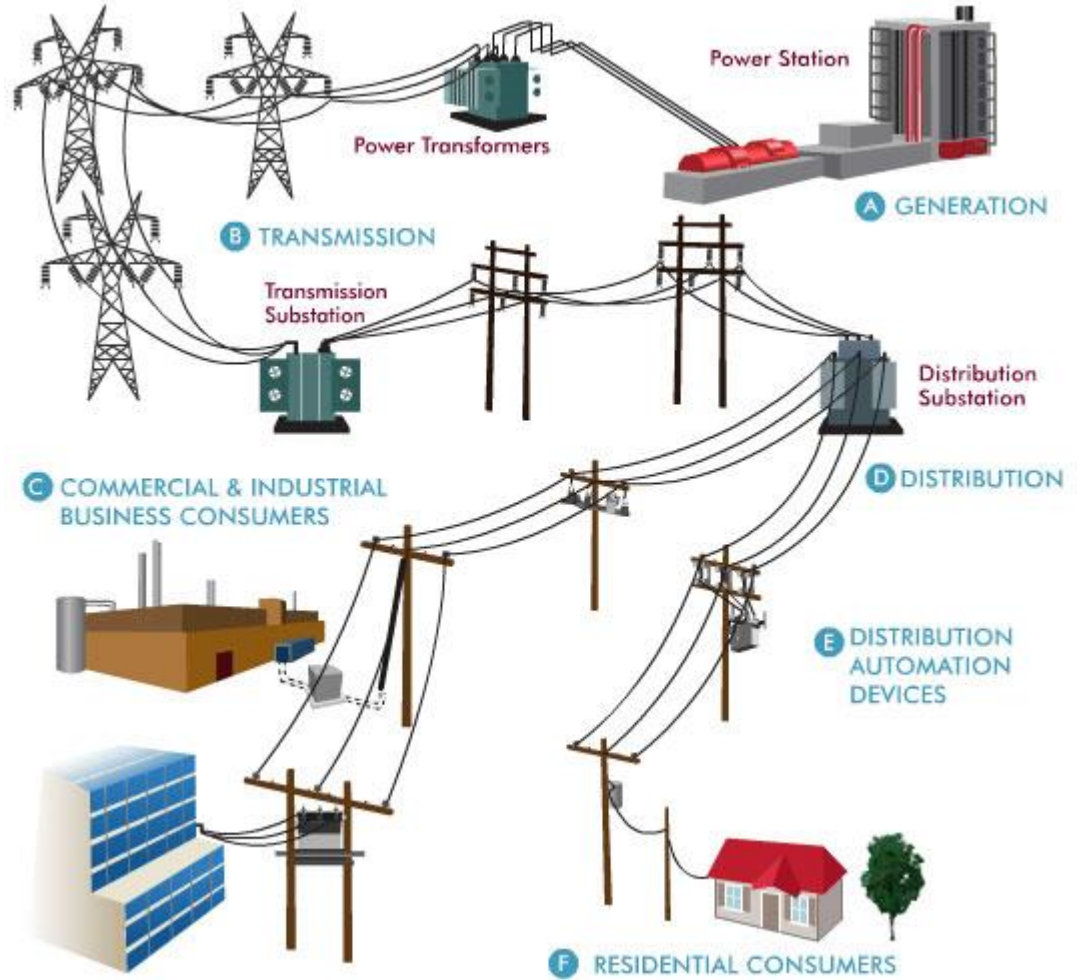 Power Station
Power Transformers
A GENERATION
B TRANSMISSION
Transmission
Substation
Distribution
Substation
C COMMERCIAL & INDUSTRIAL
BUSINESS CONSUMERS
D DISTRIBUTION
E DISTRIBUTION
AUTOMATION
DEVICES
F RESIDENTIAL CONSUMERS